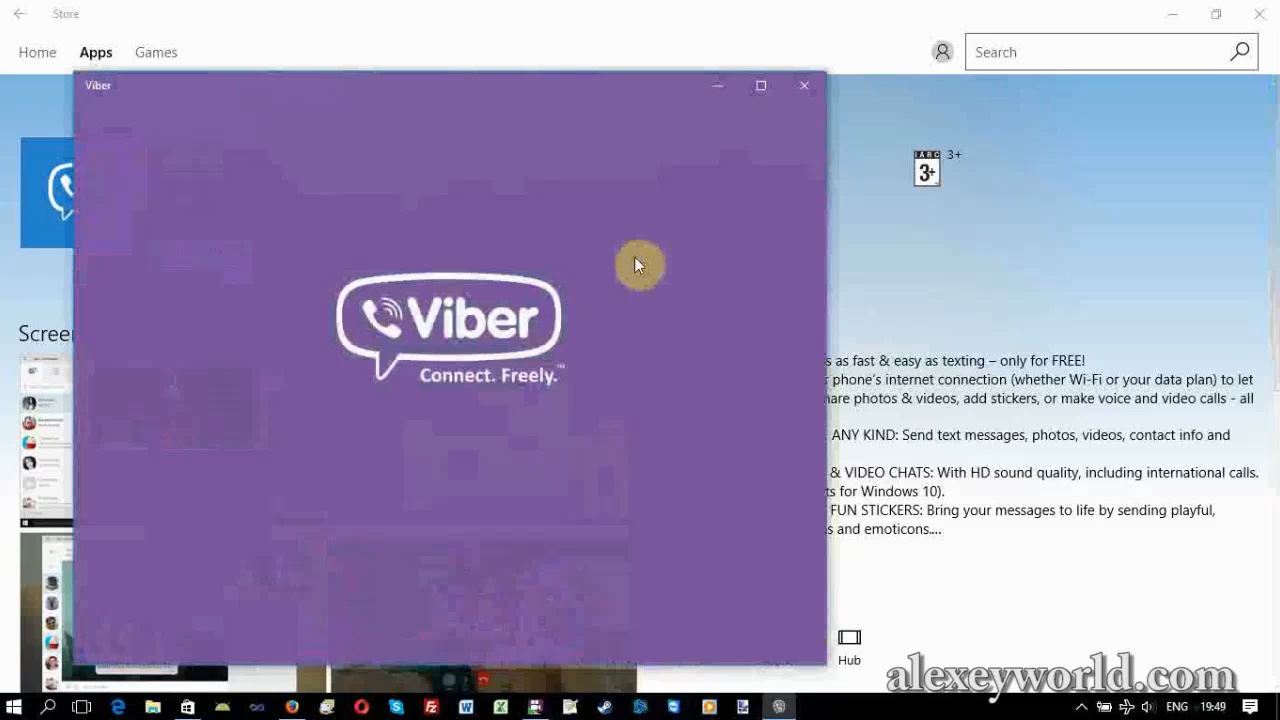 Store
Home Apps Games
Search
Viber
IARC
3+
3+
Viber
Connect. Freely.™
Screen
as fast & easy as texting – only for FREE!
phone's internet connection (whether Wi-Fi or your data plan) to let
photos & videos, add stickers, or make voice and video calls - all
ANY KIND: Send text messages, photos, videos, contact info and
& VIDEO CHATS: With HD sound quality, including international calls.
for Windows 10).
FUN STICKERS: Bring your messages to life by sending playful,
and emoticons....
Hub
alexeyworld.com
ENG 19:49